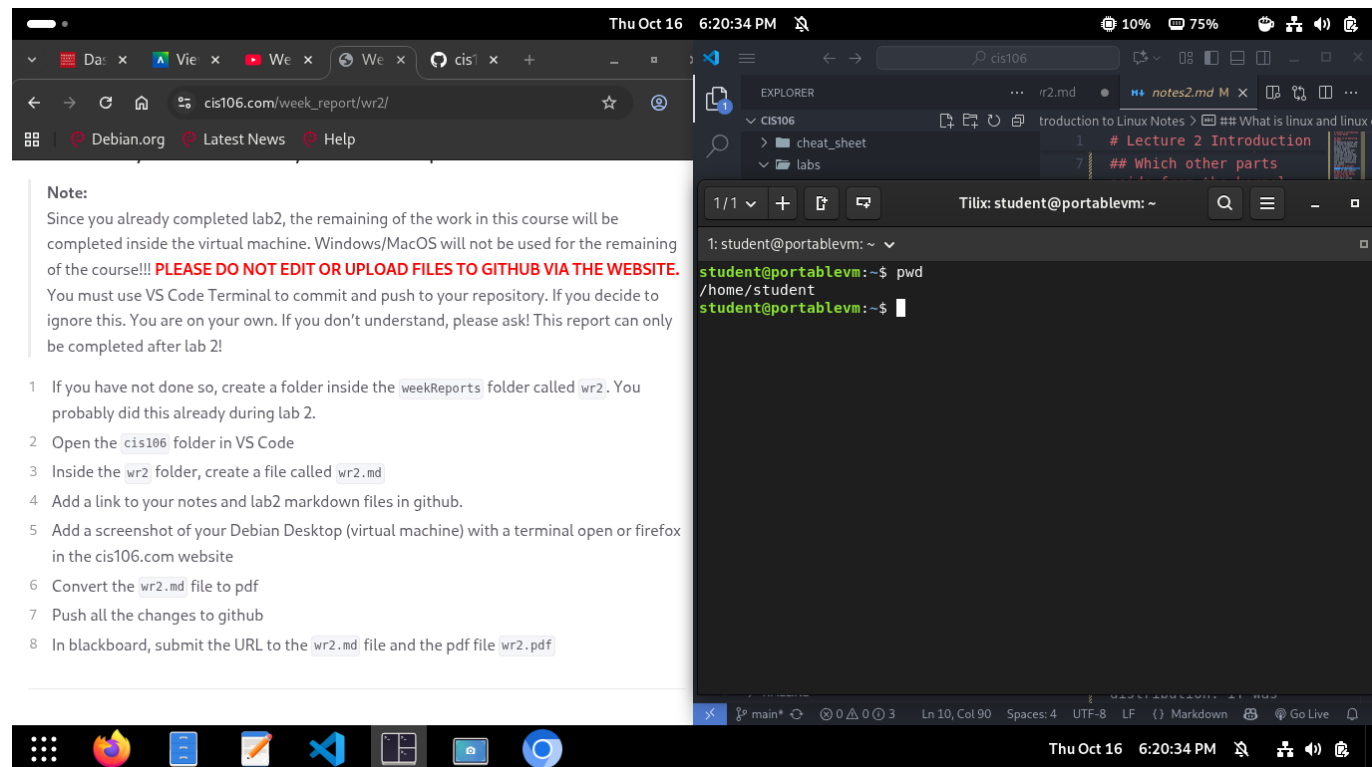 Thu Oct 16 6:20:34 PM
10% 75%
Das Vie We We cis1
cis106.com/week_report/wr2/
Debian.org Latest News Help
Note:
Since you already completed lab2, the remaining of the work in this course will be
completed inside the virtual machine. Windows/MacOS will not be used for the remaining
of the course!!! PLEASE DO NOT EDIT OR UPLOAD FILES TO GITHUB VIA THE WEBSITE.
You must use VS Code Terminal to commit and push to your repository. If you decide to
ignore this. You are on your own. If you don't understand, please ask! This report can only
be completed after lab 2!
1 If you have not done so, create a folder inside the weekReports folder called wr2. You
probably did this already during lab 2.
2 Open the cis106 folder in VS Code
3 Inside the wr2 folder, create a file called wr2.md
4 Add a link to your notes and lab2 markdown files in github.
5 Add a screenshot of your Debian Desktop (virtual machine) with a terminal open or firefox
in the cis106.com website
6 Convert the wr2.md file to pdf
7 Push all the changes to github
8 In blackboard, submit the URL to the wr2.md file and the pdf file wr2.pdf
cis106
EXPLORER
1
r2.md
notes2.md M
CIS106
troduction to Linux Notes > ## What is linux and linux
cheat_sheet
labs
1 # Lecture 2 Introduction
7 ## Which other parts
1/1
Tilix: student@portablevm: ~
1: student@portablevm: ~
student@portablevm:~$ pwd
/home/student
student@portablevm:~$
main* 0 0 3 Ln 10, Col 90 Spaces: 4 UTF-8 LF {} Markdown Go Live
Thu Oct 16 6:20:34 PM